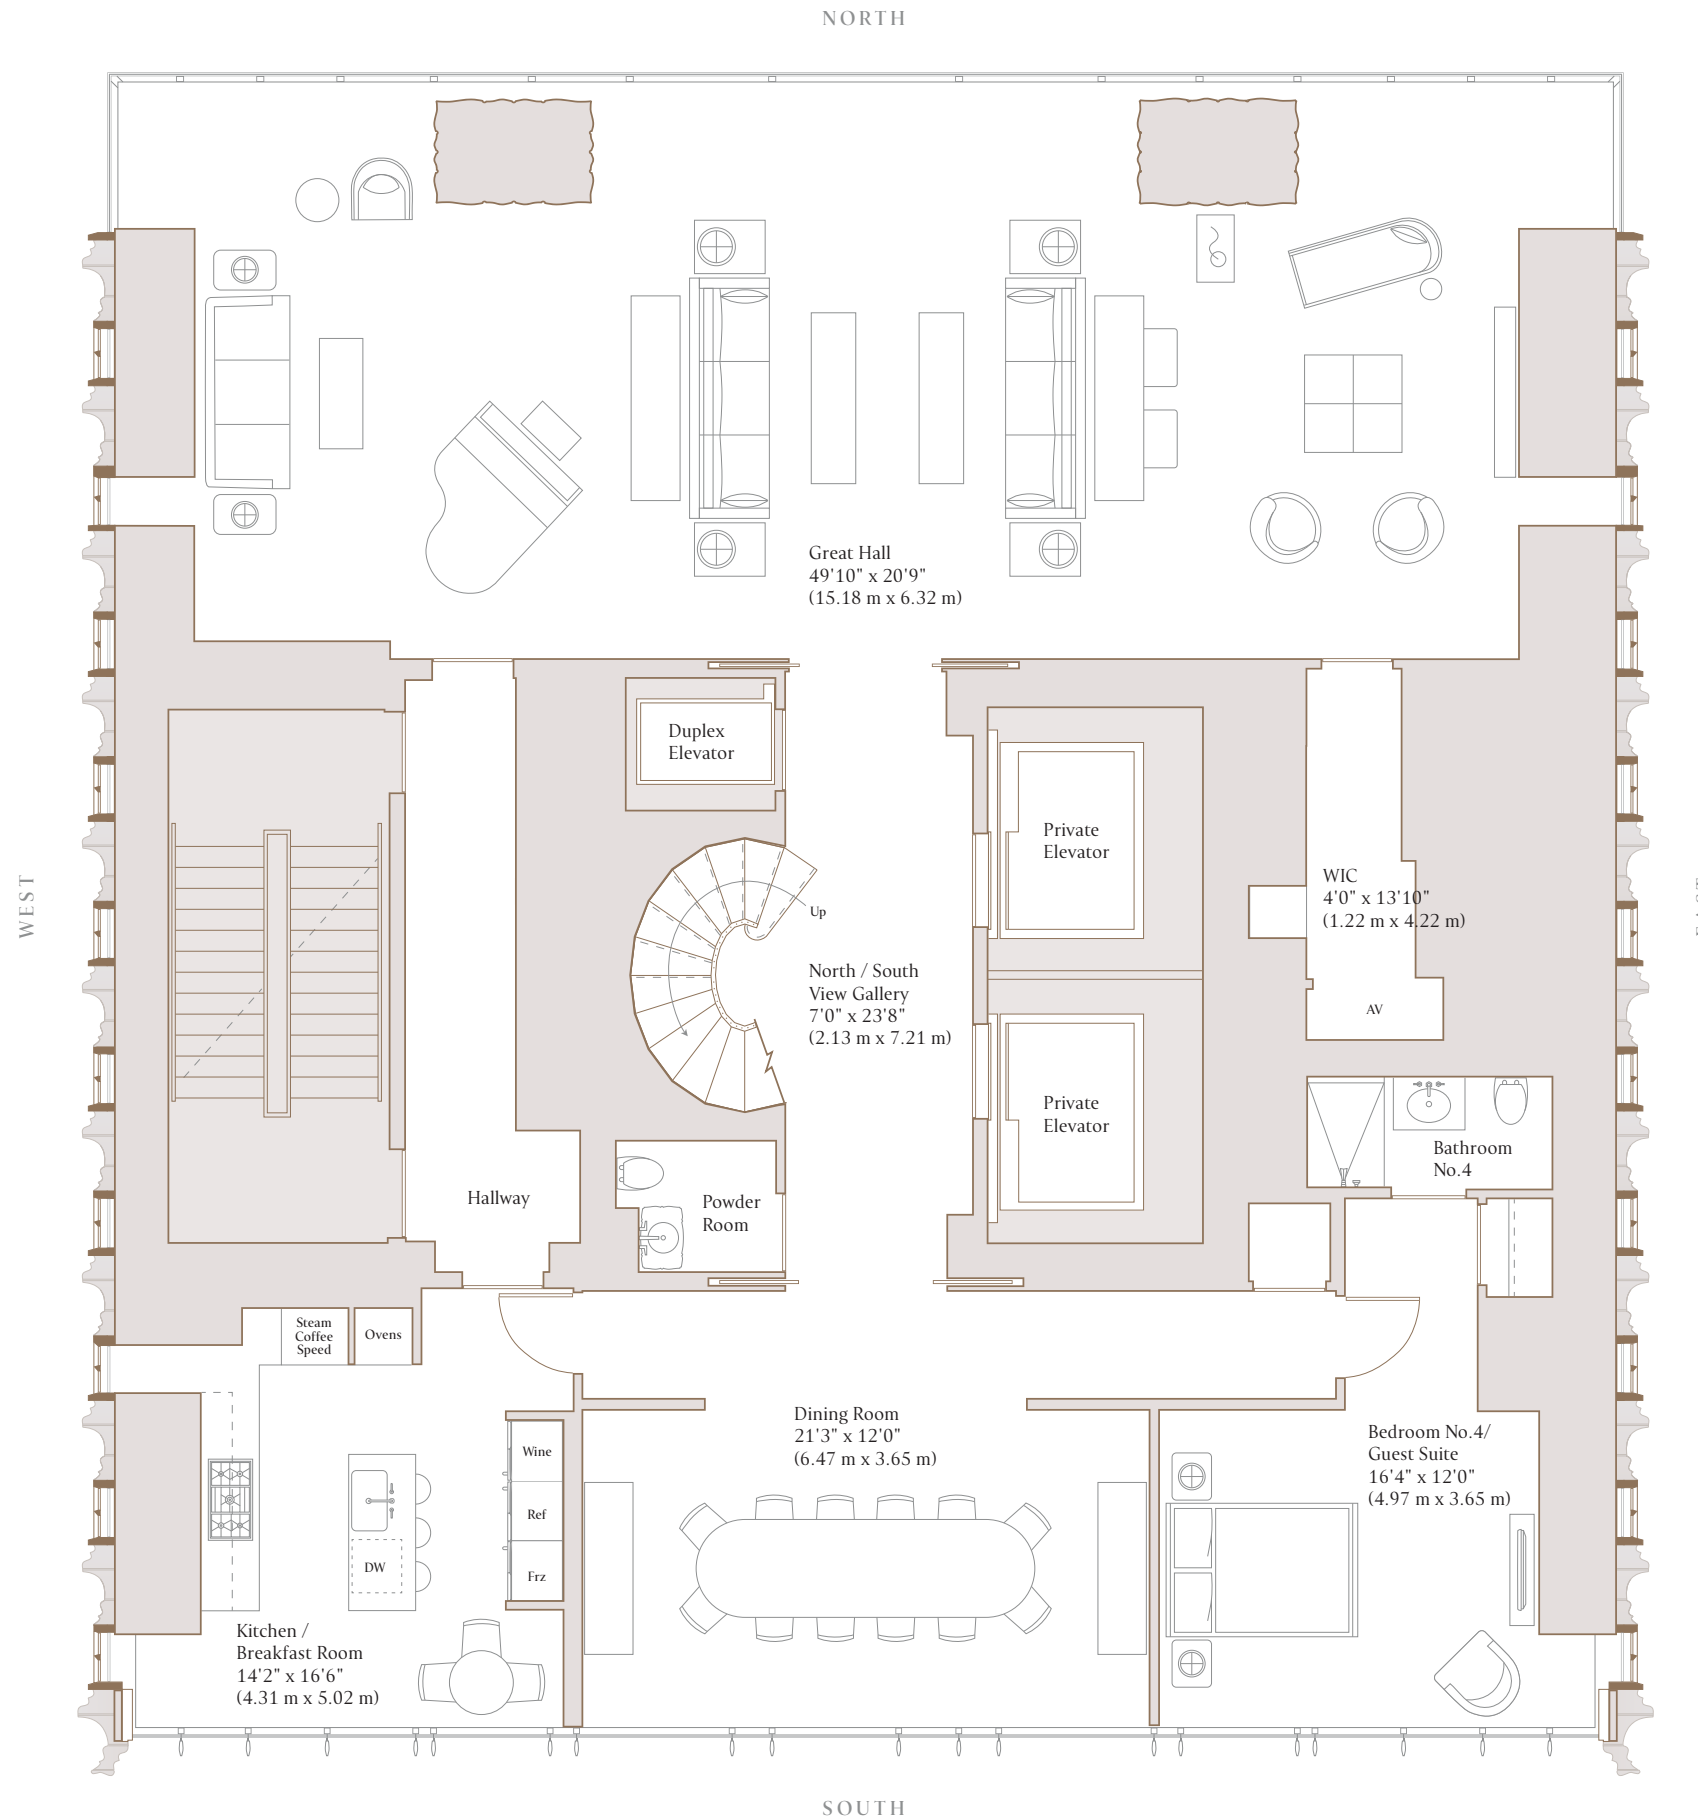 NORTH
Great Hall
49'10" x 20'9"
(15.18 m x 6.32 m)
Duplex
Elevator
Private
Elevator
WIC
4'0" x 13'10"
(1.22 m x 4.22 m)
WEST
EAST
Up
North / South
View Gallery
7'0" x 23'8"
(2.13 m x 7.21 m)
AV
Private
Elevator
Bathroom
No.4
Hallway
Powder
Room
Steam
Coffee
Speed
Ovens
Dining Room
21'3" x 12'0"
(6.47 m x 3.65 m)
Bedroom No.4/
Guest Suite
16'4" x 12'0"
(4.97 m x 3.65 m)
Wine
Ref
Frz
DW
Kitchen /
Breakfast Room
14'2" x 16'6"
(4.31 m x 5.02 m)
SOUTH